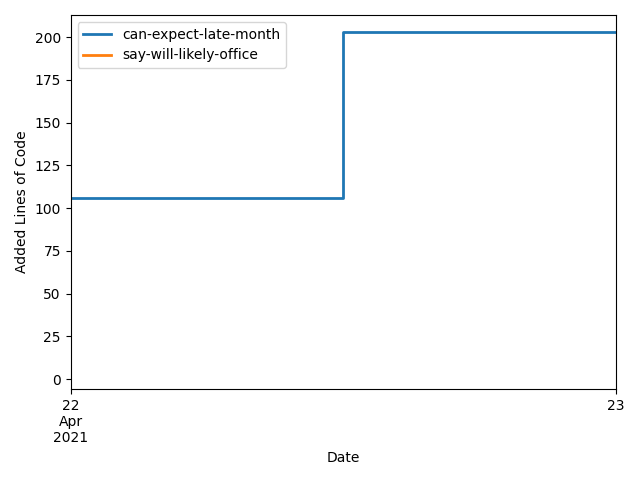 can-expect-late-month
say-will-likely-office
200
175
150
125
100
75
50
25
0
Added Lines of Code
22
Apr
2021
23
Date